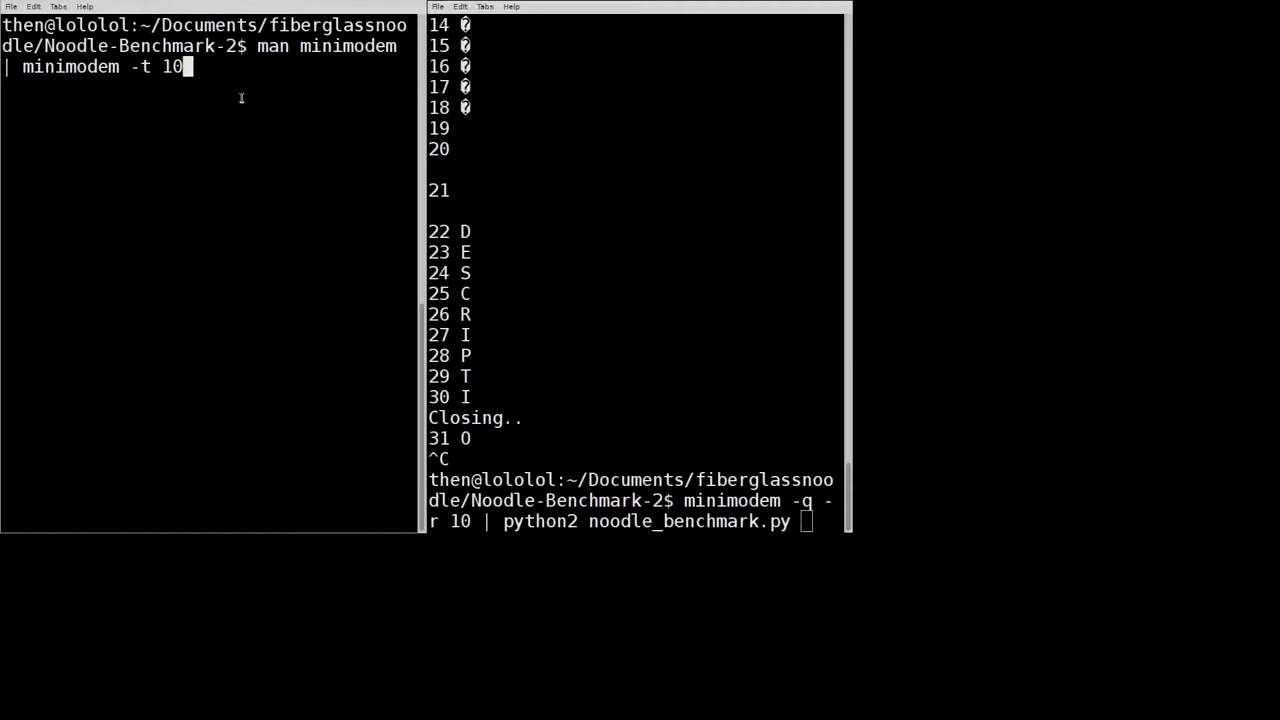 File Edit Tabs Help
then@lololol:~/Documents/fiberglassnoo
dle/Noodle-Benchmark-2$ man minimodem
| minimodem -t 10
File Edit Tabs Help
14 �
15 �
16 �
17 �
18 �
19
20
21
22 D
23 E
24 S
25 C
26 R
27 I
28 P
29 T
30 I
Closing..
31 O
^C
then@lololol:~/Documents/fiberglassnoo
dle/Noodle-Benchmark-2$ minimodem -q -
r 10 | python2 noodle_benchmark.py